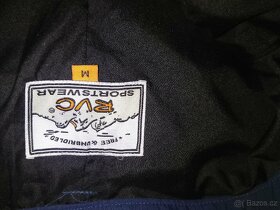 M
RVC
SPORTSWEAR
FREE & UNBRIDLED
Bazos.cz